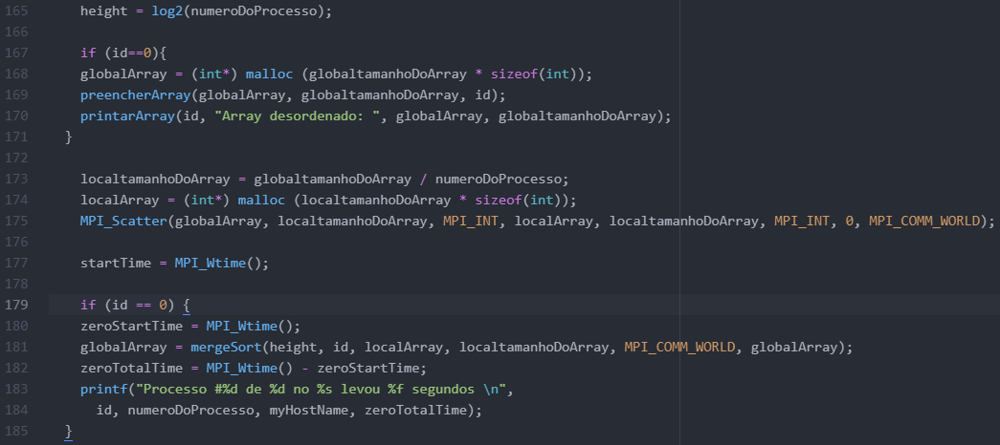 165 height = log2(numeroDoProcesso);
166
167 if (id==0){
168 globalArray = (int*) malloc (globaltamanhoDoArray * sizeof(int));
169 preencherArray(globalArray, globaltamanhoDoArray, id);
170 printarArray(id, "Array desordenado: ", globalArray, globaltamanhoDoArray);
171 }
172
173 localtamanhoDoArray = globaltamanhoDoArray / numeroDoProcesso;
174 localArray = (int*) malloc (localtamanhoDoArray * sizeof(int));
175 MPI_Scatter(globalArray, localtamanhoDoArray, MPI_INT, localArray, localtamanhoDoArray, MPI_INT, 0, MPI_COMM_WORLD);
176
177 startTime = MPI_Wtime();
178
179 if (id == 0) {
180 zeroStartTime = MPI_Wtime();
181 globalArray = mergeSort(height, id, localArray, localtamanhoDoArray, MPI_COMM_WORLD, globalArray);
182 zeroTotalTime = MPI_Wtime() - zeroStartTime;
183 printf("Processo #%d de %d no %s levou %f segundos \n",
184 id, numeroDoProcesso, myHostName, zeroTotalTime);
185 }